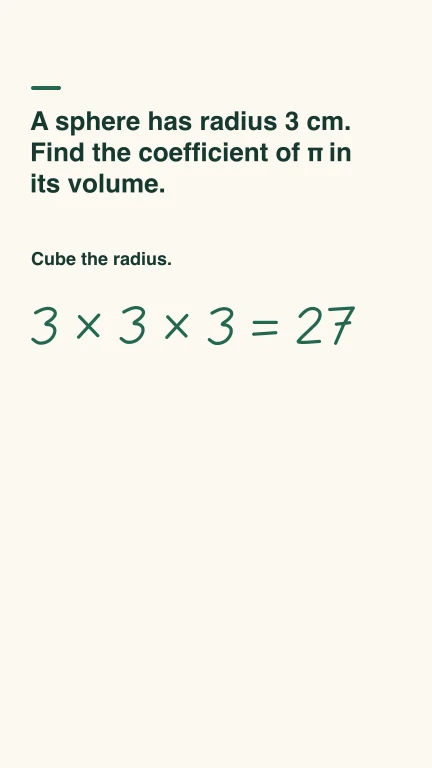 A sphere has radius 3 cm.
Find the coefficient of π in
its volume.
Cube the radius.
3 × 3 × 3 = 27